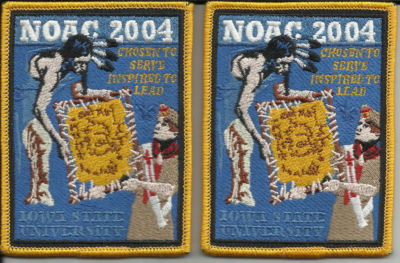 NOAC 2004
CHOSEN TO
SERVE
INSPIRED TO
LEAD
IOWA STATE
UNIVERSITY
NOAC 2004
CHOSEN TO
SERVE
INSPIRED TO
LEAD
IOWA STATE
UNIVERSITY